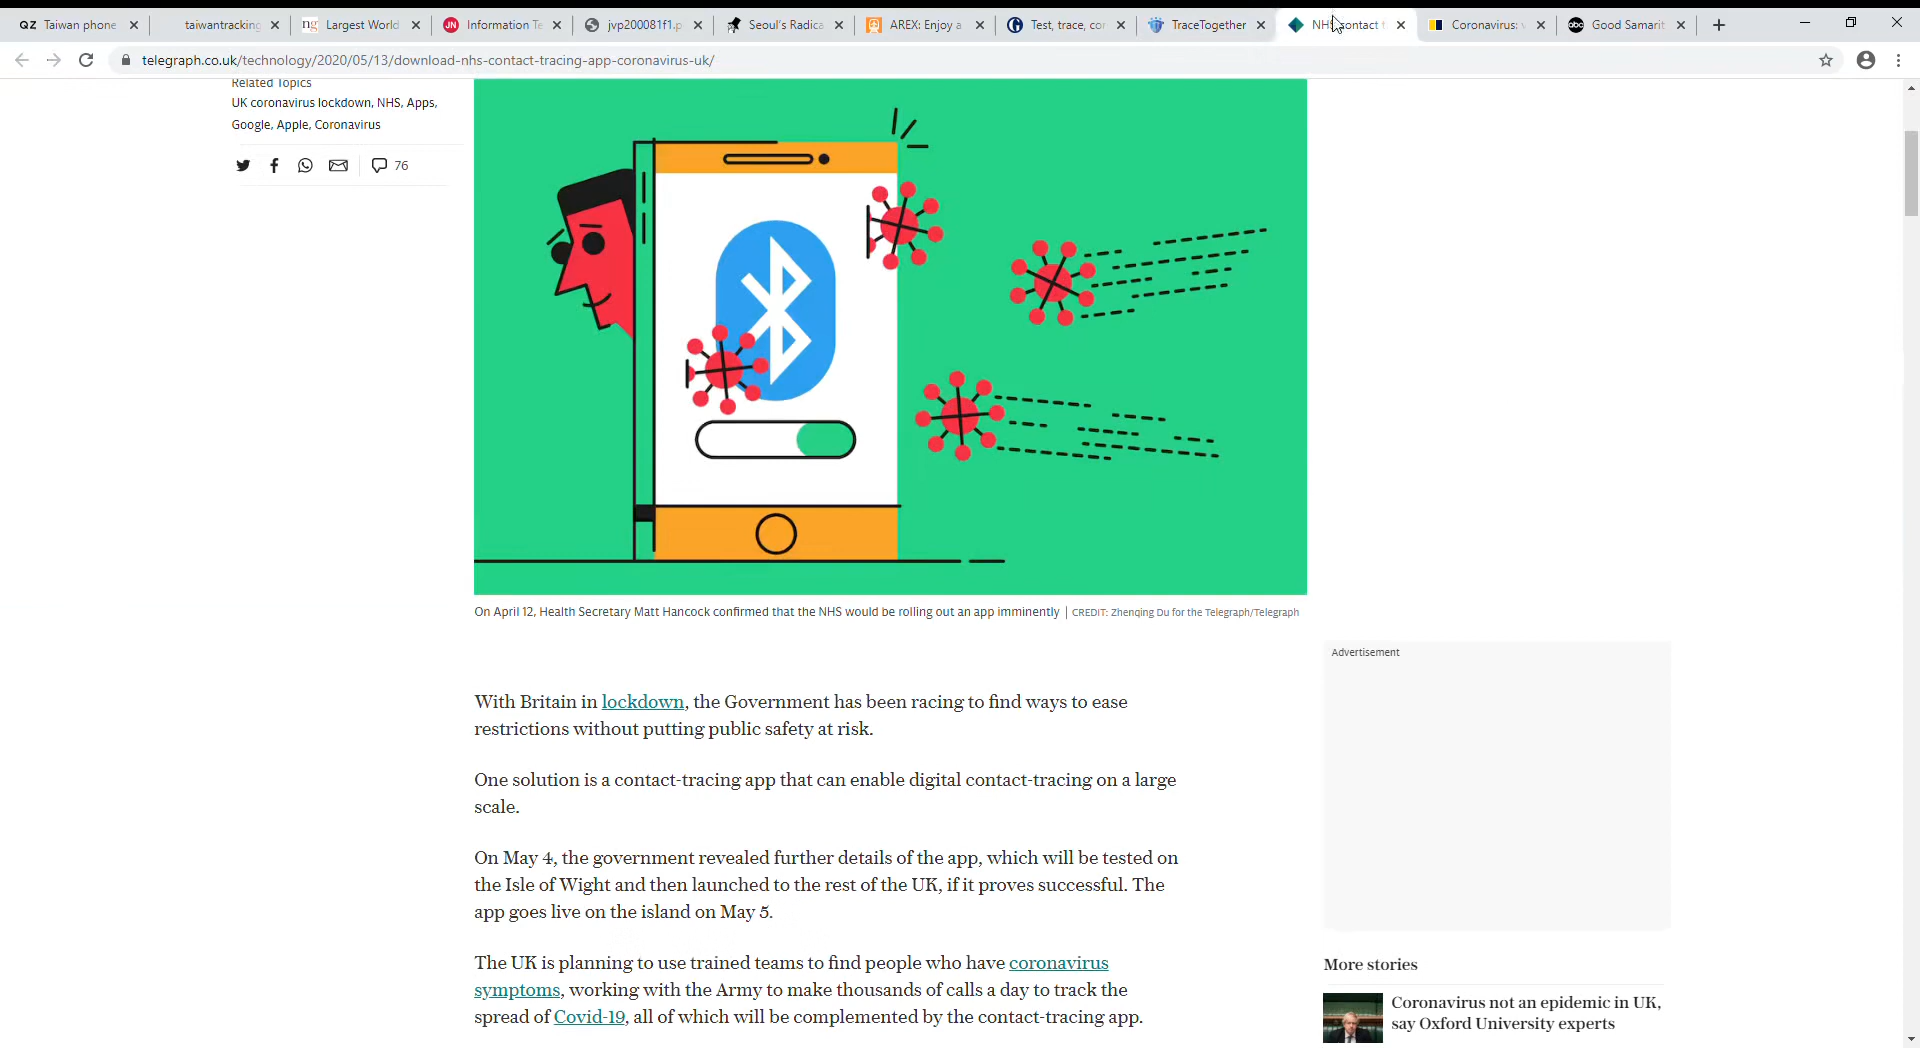 QZ Taiwan phone
taiwantracking
ng Largest World
JN Information Te
jvp200081f1.p
Seoul's Radica
AREX: Enjoy a
Test, trace, cor
TraceTogether
NHS contact t
Coronavirus:
abc Good Samarit
telegraph.co.uk/technology/2020/05/13/download-nhs-contact-tracing-app-coronavirus-uk/
Related Topics
UK coronavirus lockdown, NHS, Apps,
Google, Apple, Coronavirus
76
On April 12, Health Secretary Matt Hancock confirmed that the NHS would be rolling out an app imminently | CREDIT: Zhenqing Du for the Telegraph/Telegraph
Advertisement
With Britain in lockdown, the Government has been racing to find ways to ease
restrictions without putting public safety at risk.
One solution is a contact-tracing app that can enable digital contact-tracing on a large
scale.
On May 4, the government revealed further details of the app, which will be tested on
the Isle of Wight and then launched to the rest of the UK, if it proves successful. The
app goes live on the island on May 5.
The UK is planning to use trained teams to find people who have coronavirus
symptoms, working with the Army to make thousands of calls a day to track the
spread of Covid-19, all of which will be complemented by the contact-tracing app.
More stories
Coronavirus not an epidemic in UK,
say Oxford University experts